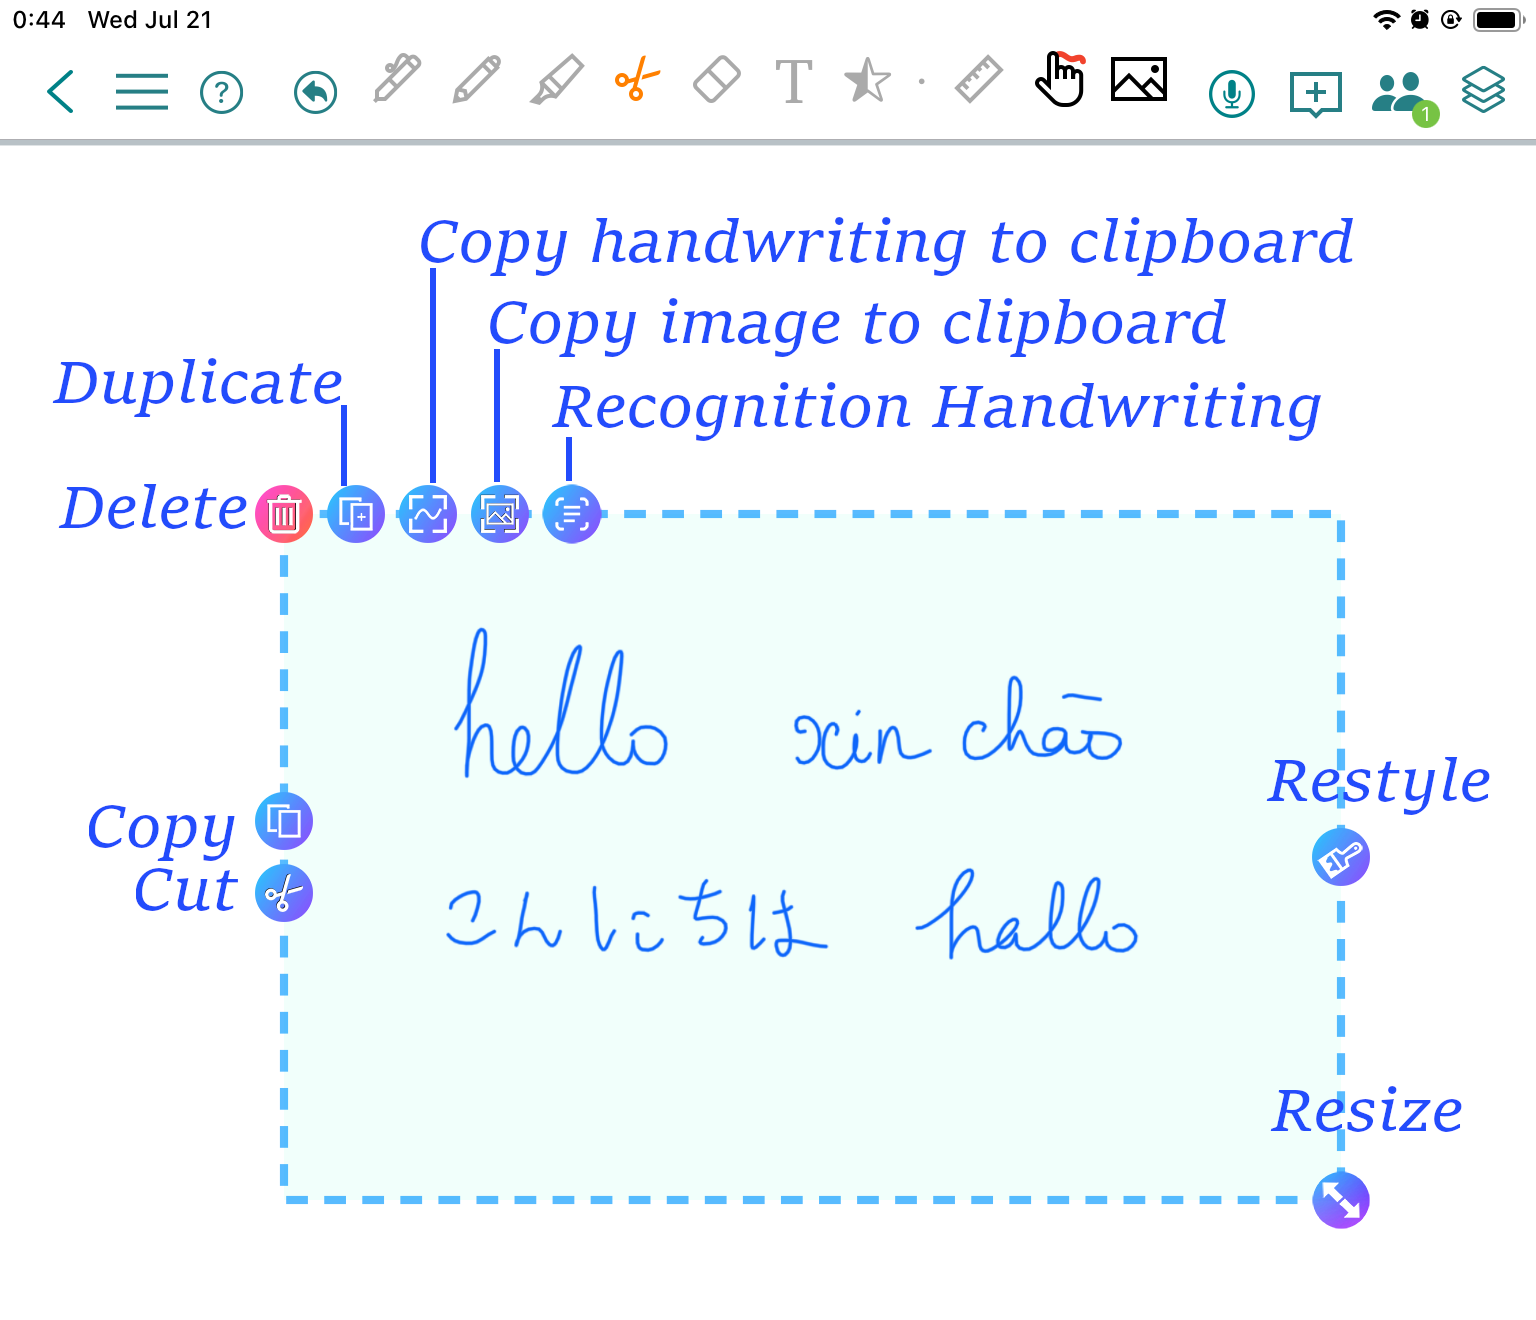 0:44 Wed Jul 21
1
Copy handwriting to clipboard
Copy image to clipboard
Duplicate
Recognition Handwriting
Delete
hello xin chāo
Restyle
Copy
Cut
こんにちは hallo
Resize